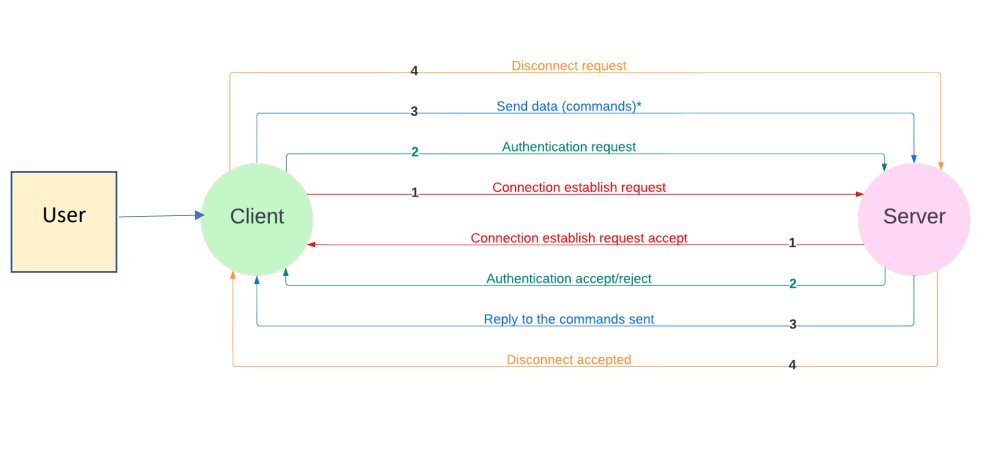 4
Disconnect request
3
Send data (commands)*
2
Authentication request
1
Connection establish request
User
Client
Server
Connection establish request accept
1
Authentication accept/reject
2
Reply to the commands sent
3
Disconnect accepted
4